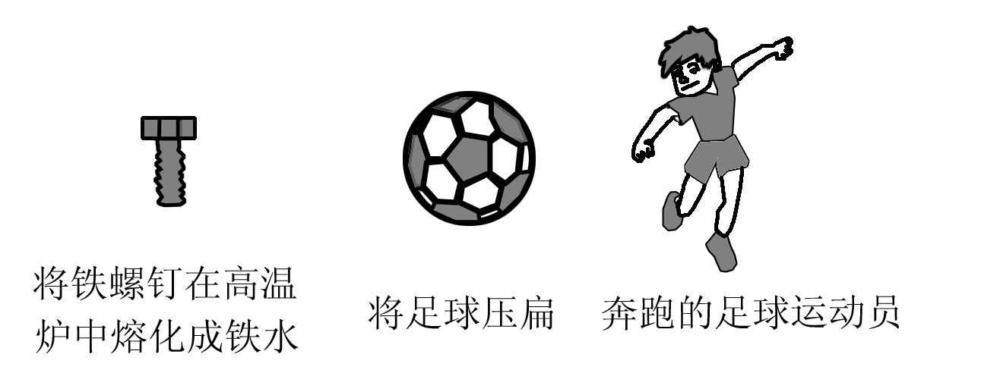 将铁螺钉在高温
炉中熔化成铁水
将足球压扁
奔跑的足球运动员